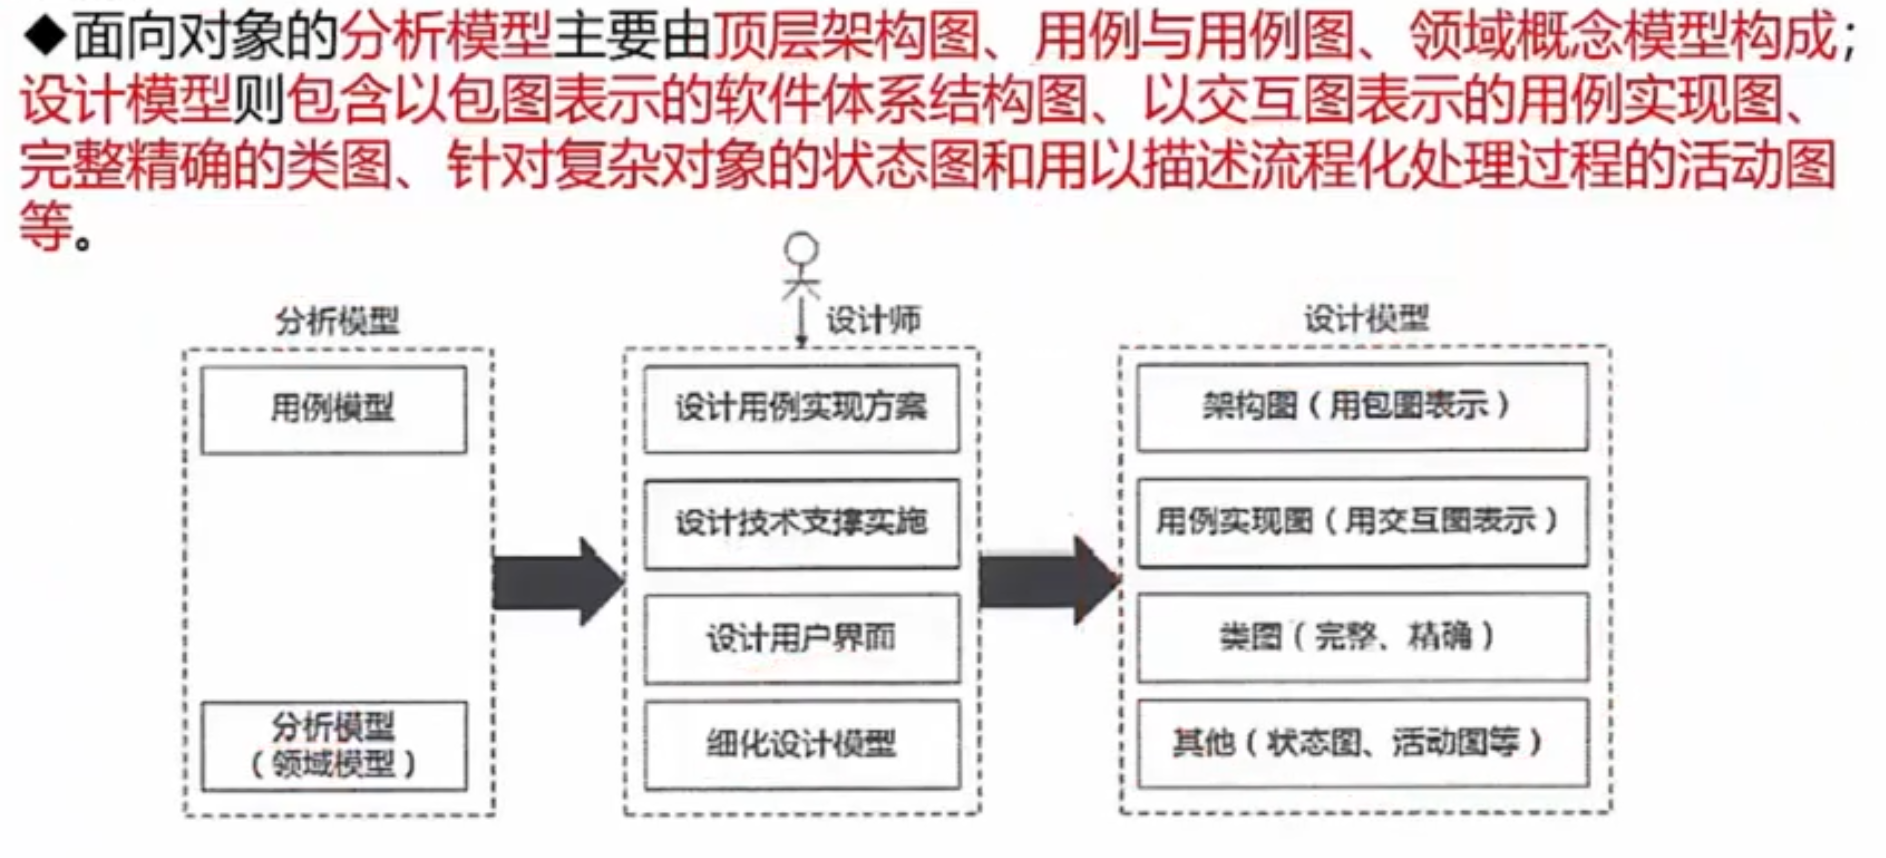 ◆面向对象的分析模型主要由顶层架构图、用例与用例图、领域概念模型构成；
设计模型则包含以包图表示的软件体系结构图、以交互图表示的用例实现图、
完整精确的类图、针对复杂对象的状态图和用以描述流程化处理过程的活动图
等。
分析模型
用例模型
分析模型
（领域模型）
设计师
设计用例实现方案
设计技术支撑实施
设计用户界面
细化设计模型
设计模型
架构图（用包图表示）
用例实现图（用交互图表示）
类图（完整、精确）
其他（状态图、活动图等）